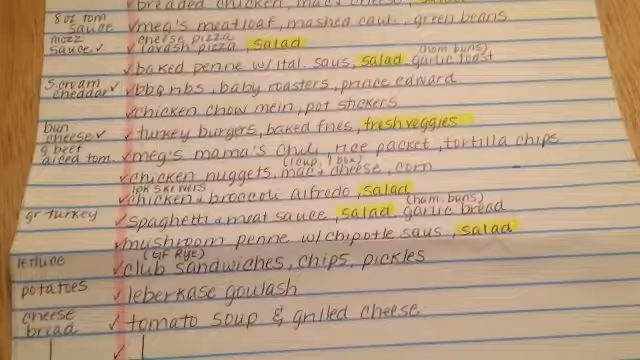 breaded chicken, mac & cheese, salad
8 oz tom sauce ✓ meg's meatloaf, mashed caul, green beans
mozz sauce ✓ cheese pizza
✓ lavash pizza, salad
✓ baked penne w/ital. saus, salad garlic toast (ham buns)
s. cream cheddar ✓ ✓ bbq ribs, baby roasters, prince edward
✓ chicken chow mein, pot stickers
bun cheese ✓ ✓ turkey burgers, baked fries, fresh veggies
g beef diced tom. ✓ meg's mama's chili, rice packet, tortilla chips
✓ chicken nuggets, mac & cheese, corn (1 cup, 1 box)
1 pk skewers
✓ chicken & broccoli alfredo, salad
gr turkey ✓ spaghetti & meat sauce, salad garlic bread (ham. buns)
✓ mushroom penne w/chipotle saus, salad
lettuce ✓ club sandwiches, chips, pickles (GF Rye)
potatoes ✓ leberkase goulash
cheese bread ✓ tomato soup & grilled cheese
✓